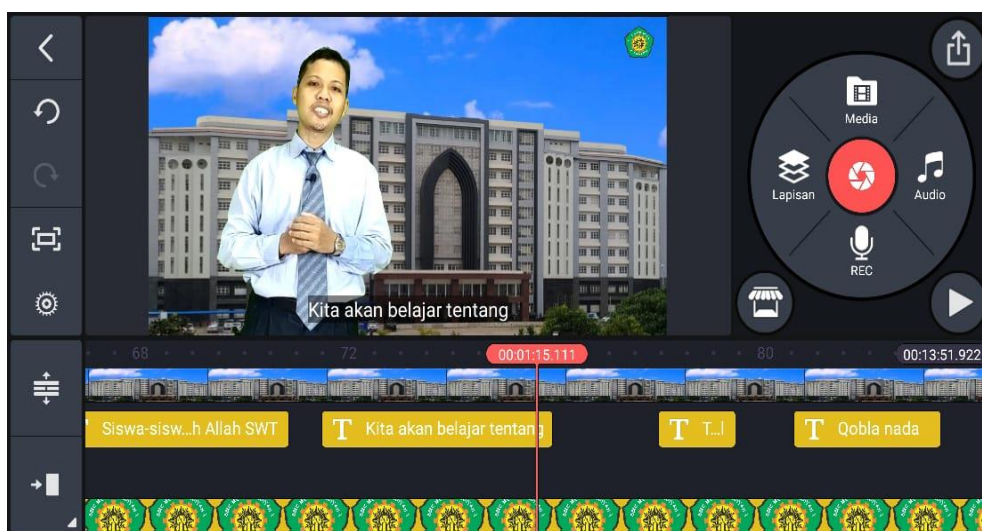 Media
Lapisan
Audio
REC
Kita akan belajar tentang
68
72
00:01:15.111
80
00:13:51.922
Siswa-sisw...h Allah SWT
T Kita akan belajar tentang
T T...l
T Qobla nada